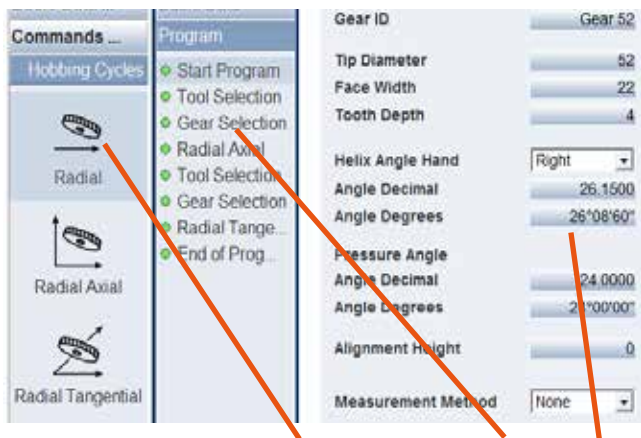 Commands ...
Hobbing Cycles
Radial
Radial Axial
Radial Tangential
Program
Start Program
Tool Selection
Gear Selection
Radial Axial
Tool Selection
Gear Selection
Radial Tange...
End of Prog...
Gear ID Gear 52
Tip Diameter 52
Face Width 22
Tooth Depth 4
Helix Angle Hand Right
Angle Decimal 26.1500
Angle Degrees 26°08'60"
Pressure Angle
Angle Decimal 24.0000
Angle Degrees
Alignment Height 0
Measurement Method None